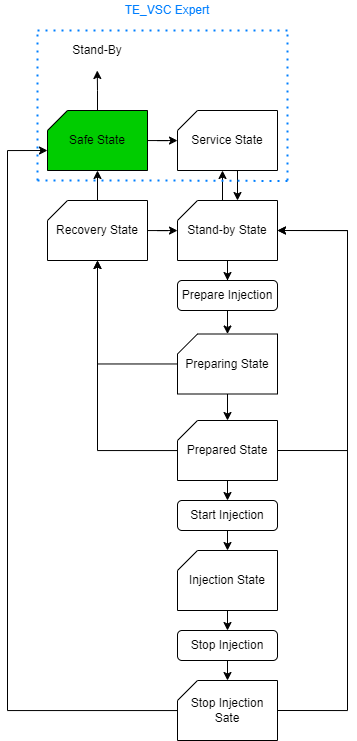 TE_VSC Expert
Stand-By
Safe State
Service State
Recovery State
Stand-by State
Prepare Injection
Preparing State
Prepared State
Start Injection
Injection State
Stop Injection
Stop Injection
Sate